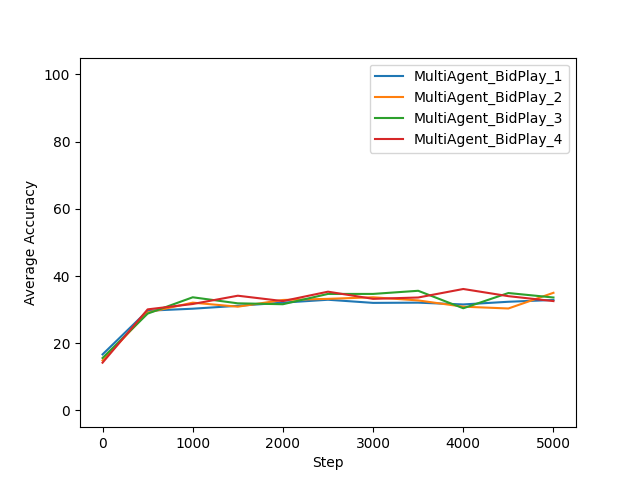 100
80
60
40
20
0
Average Accuracy
MultiAgent_BidPlay_1
MultiAgent_BidPlay_2
MultiAgent_BidPlay_3
MultiAgent_BidPlay_4
0 1000 2000 3000 4000 5000
Step